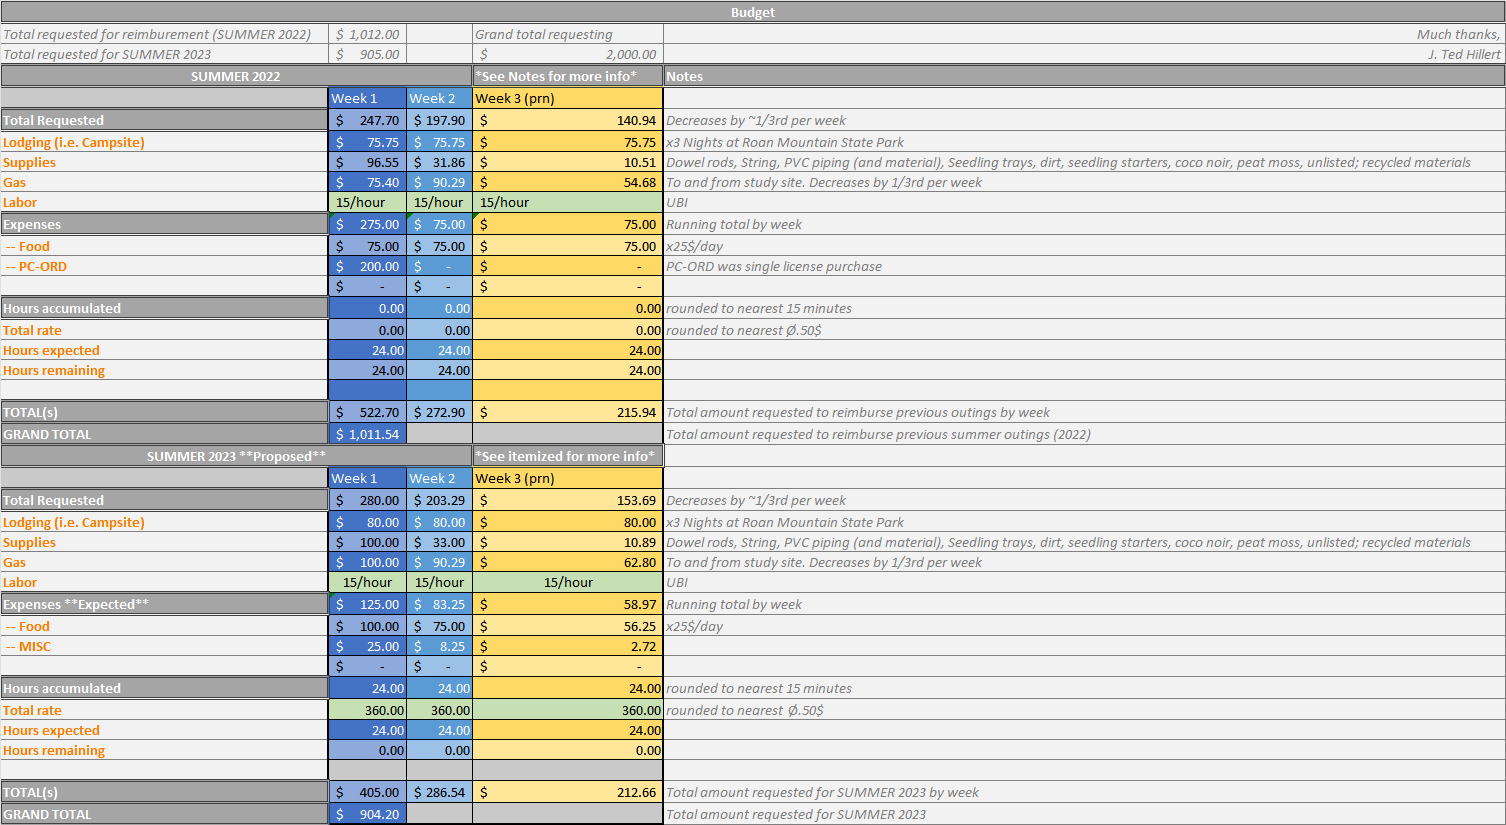 Budget
Total requested for reimburement (SUMMER 2022) $ 1,012.00 Grand total requesting Much thanks,
Total requested for SUMMER 2023 $ 905.00 $ 2,000.00 J. Ted Hillert
SUMMER 2022 *See Notes for more info* Notes
Week 1 Week 2 Week 3 (prn)
Total Requested $ 247.70 $ 197.90 $ 140.94 Decreases by ~1/3rd per week
Lodging (i.e. Campsite) $ 75.75 $ 75.75 $ 75.75 x3 Nights at Roan Mountain State Park
Supplies $ 96.55 $ 31.86 $ 10.51 Dowel rods, String, PVC piping (and material), Seedling trays, dirt, seedling starters, coco noir, peat moss, unlisted; recycled materials
Gas $ 75.40 $ 90.29 $ 54.68 To and from study site. Decreases by 1/3rd per week
Labor 15/hour 15/hour 15/hour UBI
Expenses $ 275.00 $ 75.00 $ 75.00 Running total by week
-- Food $ 75.00 $ 75.00 $ 75.00 x25$/day
-- PC-ORD $ 200.00 $ - $ - PC-ORD was single license purchase
$ - $ - $ -
Hours accumulated 0.00 0.00 0.00 rounded to nearest 15 minutes
Total rate 0.00 0.00 0.00 rounded to nearest Ø.50$
Hours expected 24.00 24.00 24.00
Hours remaining 24.00 24.00 24.00
TOTAL(s) $ 522.70 $ 272.90 $ 215.94 Total amount requested to reimburse previous outings by week
GRAND TOTAL $ 1,011.54 Total amount requested to reimburse previous summer outings (2022)
SUMMER 2023 **Proposed** *See itemized for more info*
Week 1 Week 2 Week 3 (prn)
Total Requested $ 280.00 $ 203.29 $ 153.69 Decreases by ~1/3rd per week
Lodging (i.e. Campsite) $ 80.00 $ 80.00 $ 80.00 x3 Nights at Roan Mountain State Park
Supplies $ 100.00 $ 33.00 $ 10.89 Dowel rods, String, PVC piping (and material), Seedling trays, dirt, seedling starters, coco noir, peat moss, unlisted; recycled materials
Gas $ 100.00 $ 90.29 $ 62.80 To and from study site. Decreases by 1/3rd per week
Labor 15/hour 15/hour 15/hour UBI
Expenses **Expected** $ 125.00 $ 83.25 $ 58.97 Running total by week
-- Food $ 100.00 $ 75.00 $ 56.25 x25$/day
-- MISC $ 25.00 $ 8.25 $ 2.72
$ - $ - $ -
Hours accumulated 24.00 24.00 24.00 rounded to nearest 15 minutes
Total rate 360.00 360.00 360.00 rounded to nearest Ø.50$
Hours expected 24.00 24.00 24.00
Hours remaining 0.00 0.00 0.00
TOTAL(s) $ 405.00 $ 286.54 $ 212.66 Total amount requested for SUMMER 2023 by week
GRAND TOTAL $ 904.20 Total amount requested for SUMMER 2023